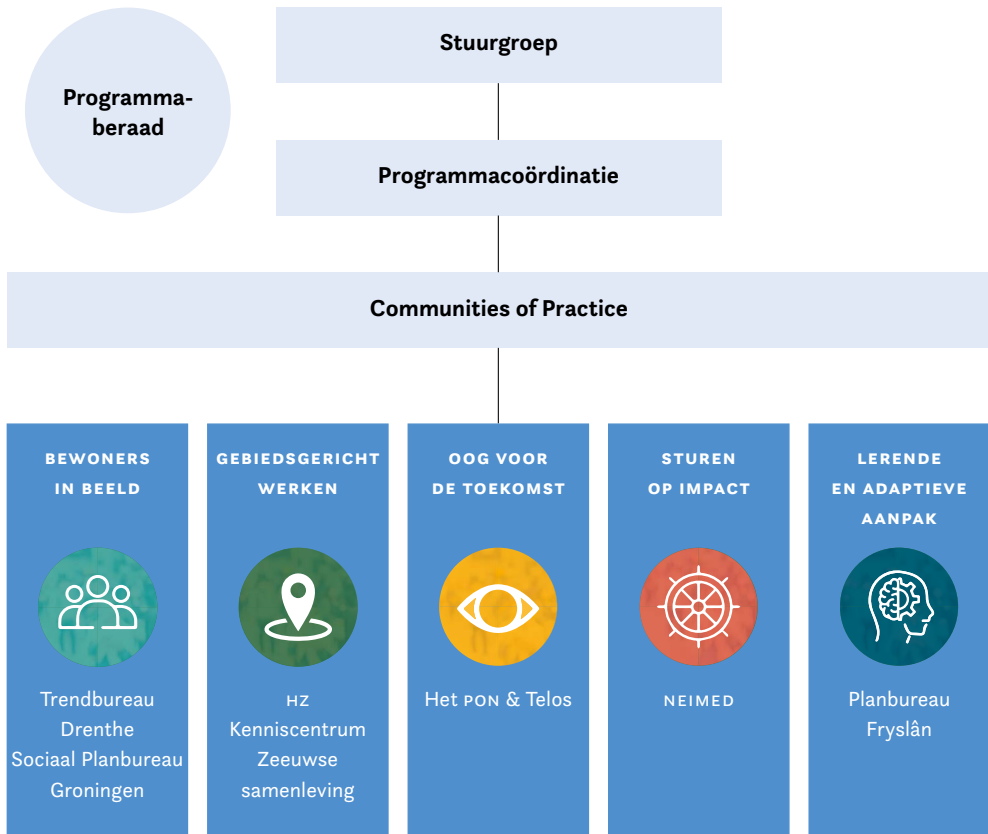 Stuurgroep
Programma-
beraad
Programmacoördinatie
Communities of Practice
BEWONERS
IN BEELD
Trendbureau
Drenthe
Sociaal Planbureau
Groningen
GEBIEDSGERICHT
WERKEN
HZ
Kenniscentrum
Zeeuwse
samenleving
OOG VOOR
DE TOEKOMST
Het PON & Telos
STUREN
OP IMPACT
NEIMED
LERENDE
EN ADAPTIEVE
AANPAK
Planbureau
Fryslân